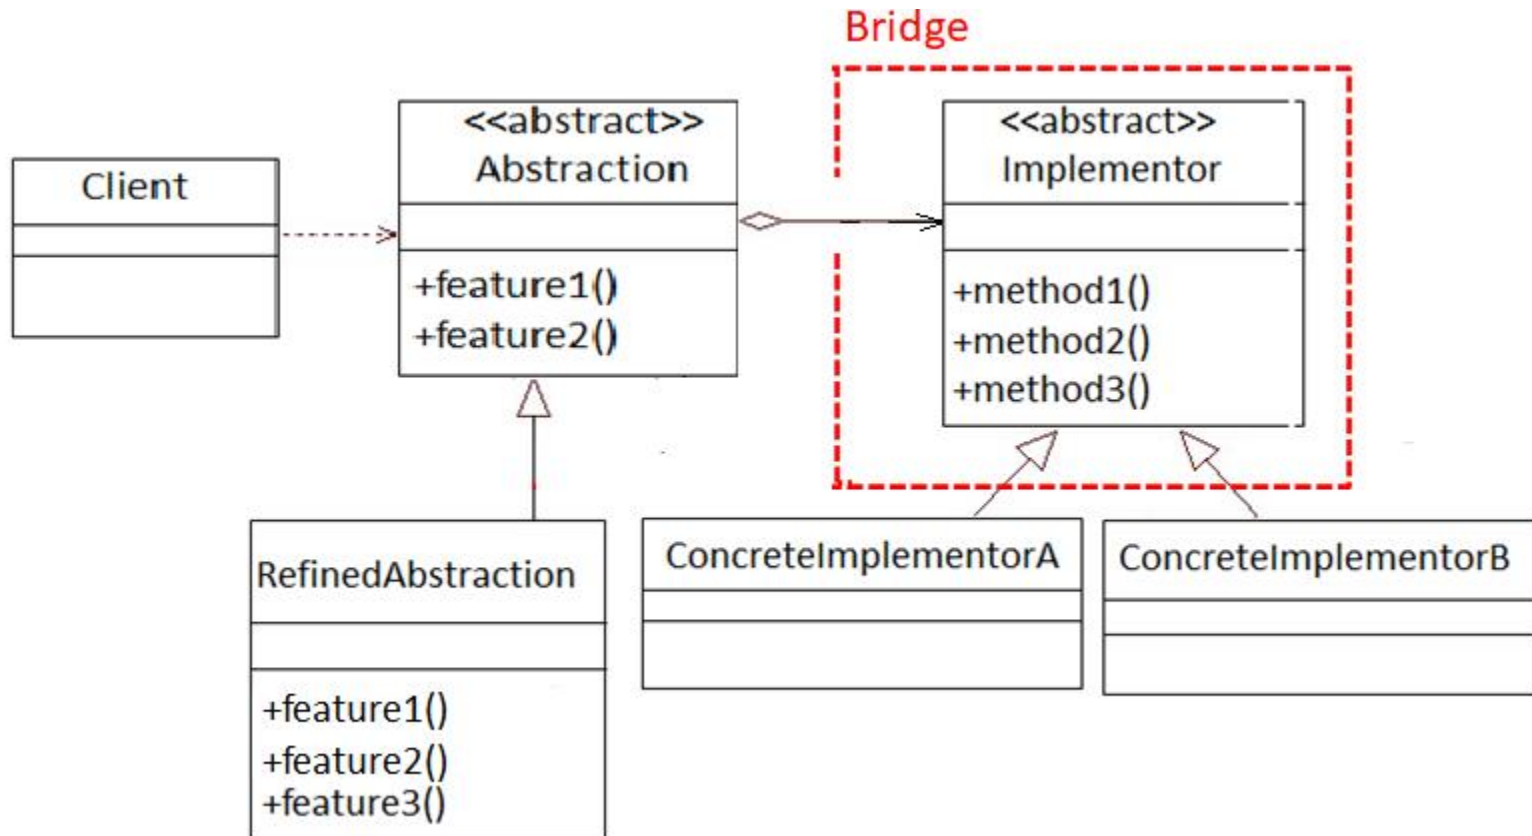 Bridge
<<abstract>>
Abstraction
+feature1()
+feature2()
<<abstract>>
Implementor
+method1()
+method2()
+method3()
Client
RefinedAbstraction
+feature1()
+feature2()
+feature3()
ConcreteImplementorA
ConcreteImplementorB